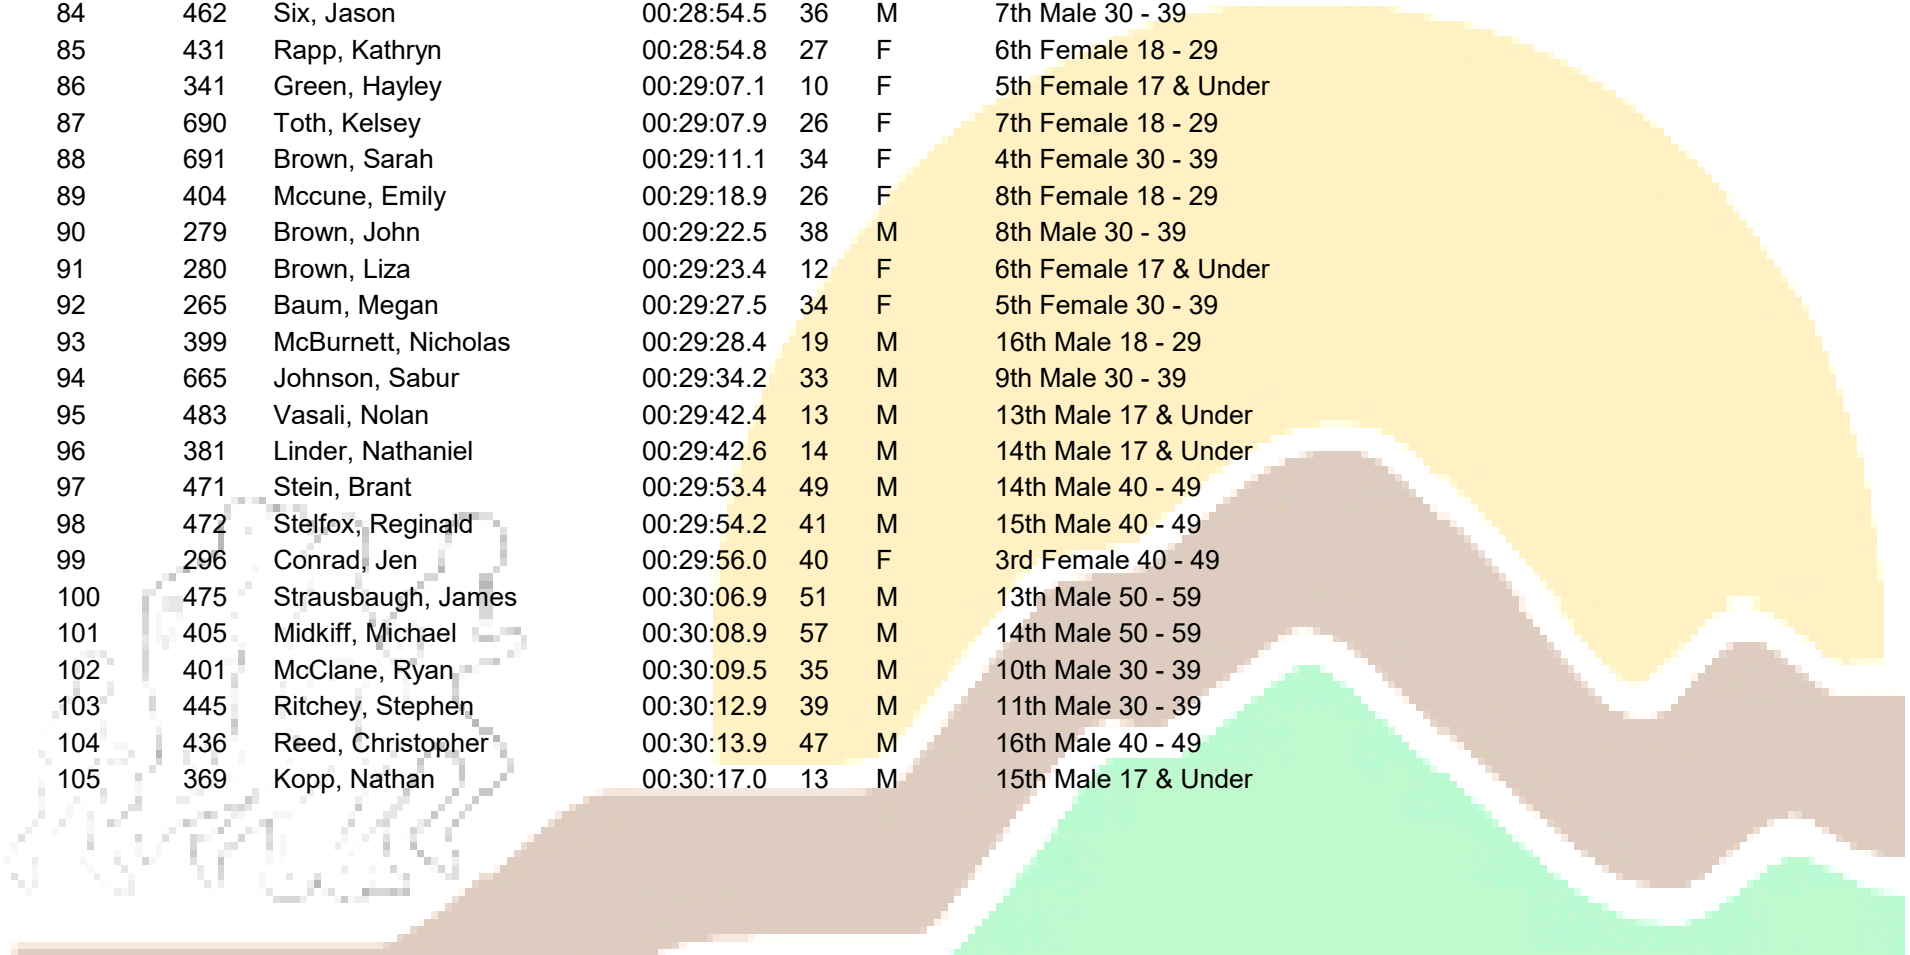 84 462 Six, Jason 00:28:54.5 36 M 7th Male 30 - 39
85 431 Rapp, Kathryn 00:28:54.8 27 F 6th Female 18 - 29
86 341 Green, Hayley 00:29:07.1 10 F 5th Female 17 & Under
87 690 Toth, Kelsey 00:29:07.9 26 F 7th Female 18 - 29
88 691 Brown, Sarah 00:29:11.1 34 F 4th Female 30 - 39
89 404 Mccune, Emily 00:29:18.9 26 F 8th Female 18 - 29
90 279 Brown, John 00:29:22.5 38 M 8th Male 30 - 39
91 280 Brown, Liza 00:29:23.4 12 F 6th Female 17 & Under
92 265 Baum, Megan 00:29:27.5 34 F 5th Female 30 - 39
93 399 McBurnett, Nicholas 00:29:28.4 19 M 16th Male 18 - 29
94 665 Johnson, Sabur 00:29:34.2 33 M 9th Male 30 - 39
95 483 Vasali, Nolan 00:29:42.4 13 M 13th Male 17 & Under
96 381 Linder, Nathaniel 00:29:42.6 14 M 14th Male 17 & Under
97 471 Stein, Brant 00:29:53.4 49 M 14th Male 40 - 49
98 472 Stelfox, Reginald 00:29:54.2 41 M 15th Male 40 - 49
99 296 Conrad, Jen 00:29:56.0 40 F 3rd Female 40 - 49
100 475 Strausbaugh, James 00:30:06.9 51 M 13th Male 50 - 59
101 405 Midkiff, Michael 00:30:08.9 57 M 14th Male 50 - 59
102 401 McClane, Ryan 00:30:09.5 35 M 10th Male 30 - 39
103 445 Ritchey, Stephen 00:30:12.9 39 M 11th Male 30 - 39
104 436 Reed, Christopher 00:30:13.9 47 M 16th Male 40 - 49
105 369 Kopp, Nathan 00:30:17.0 13 M 15th Male 17 & Under